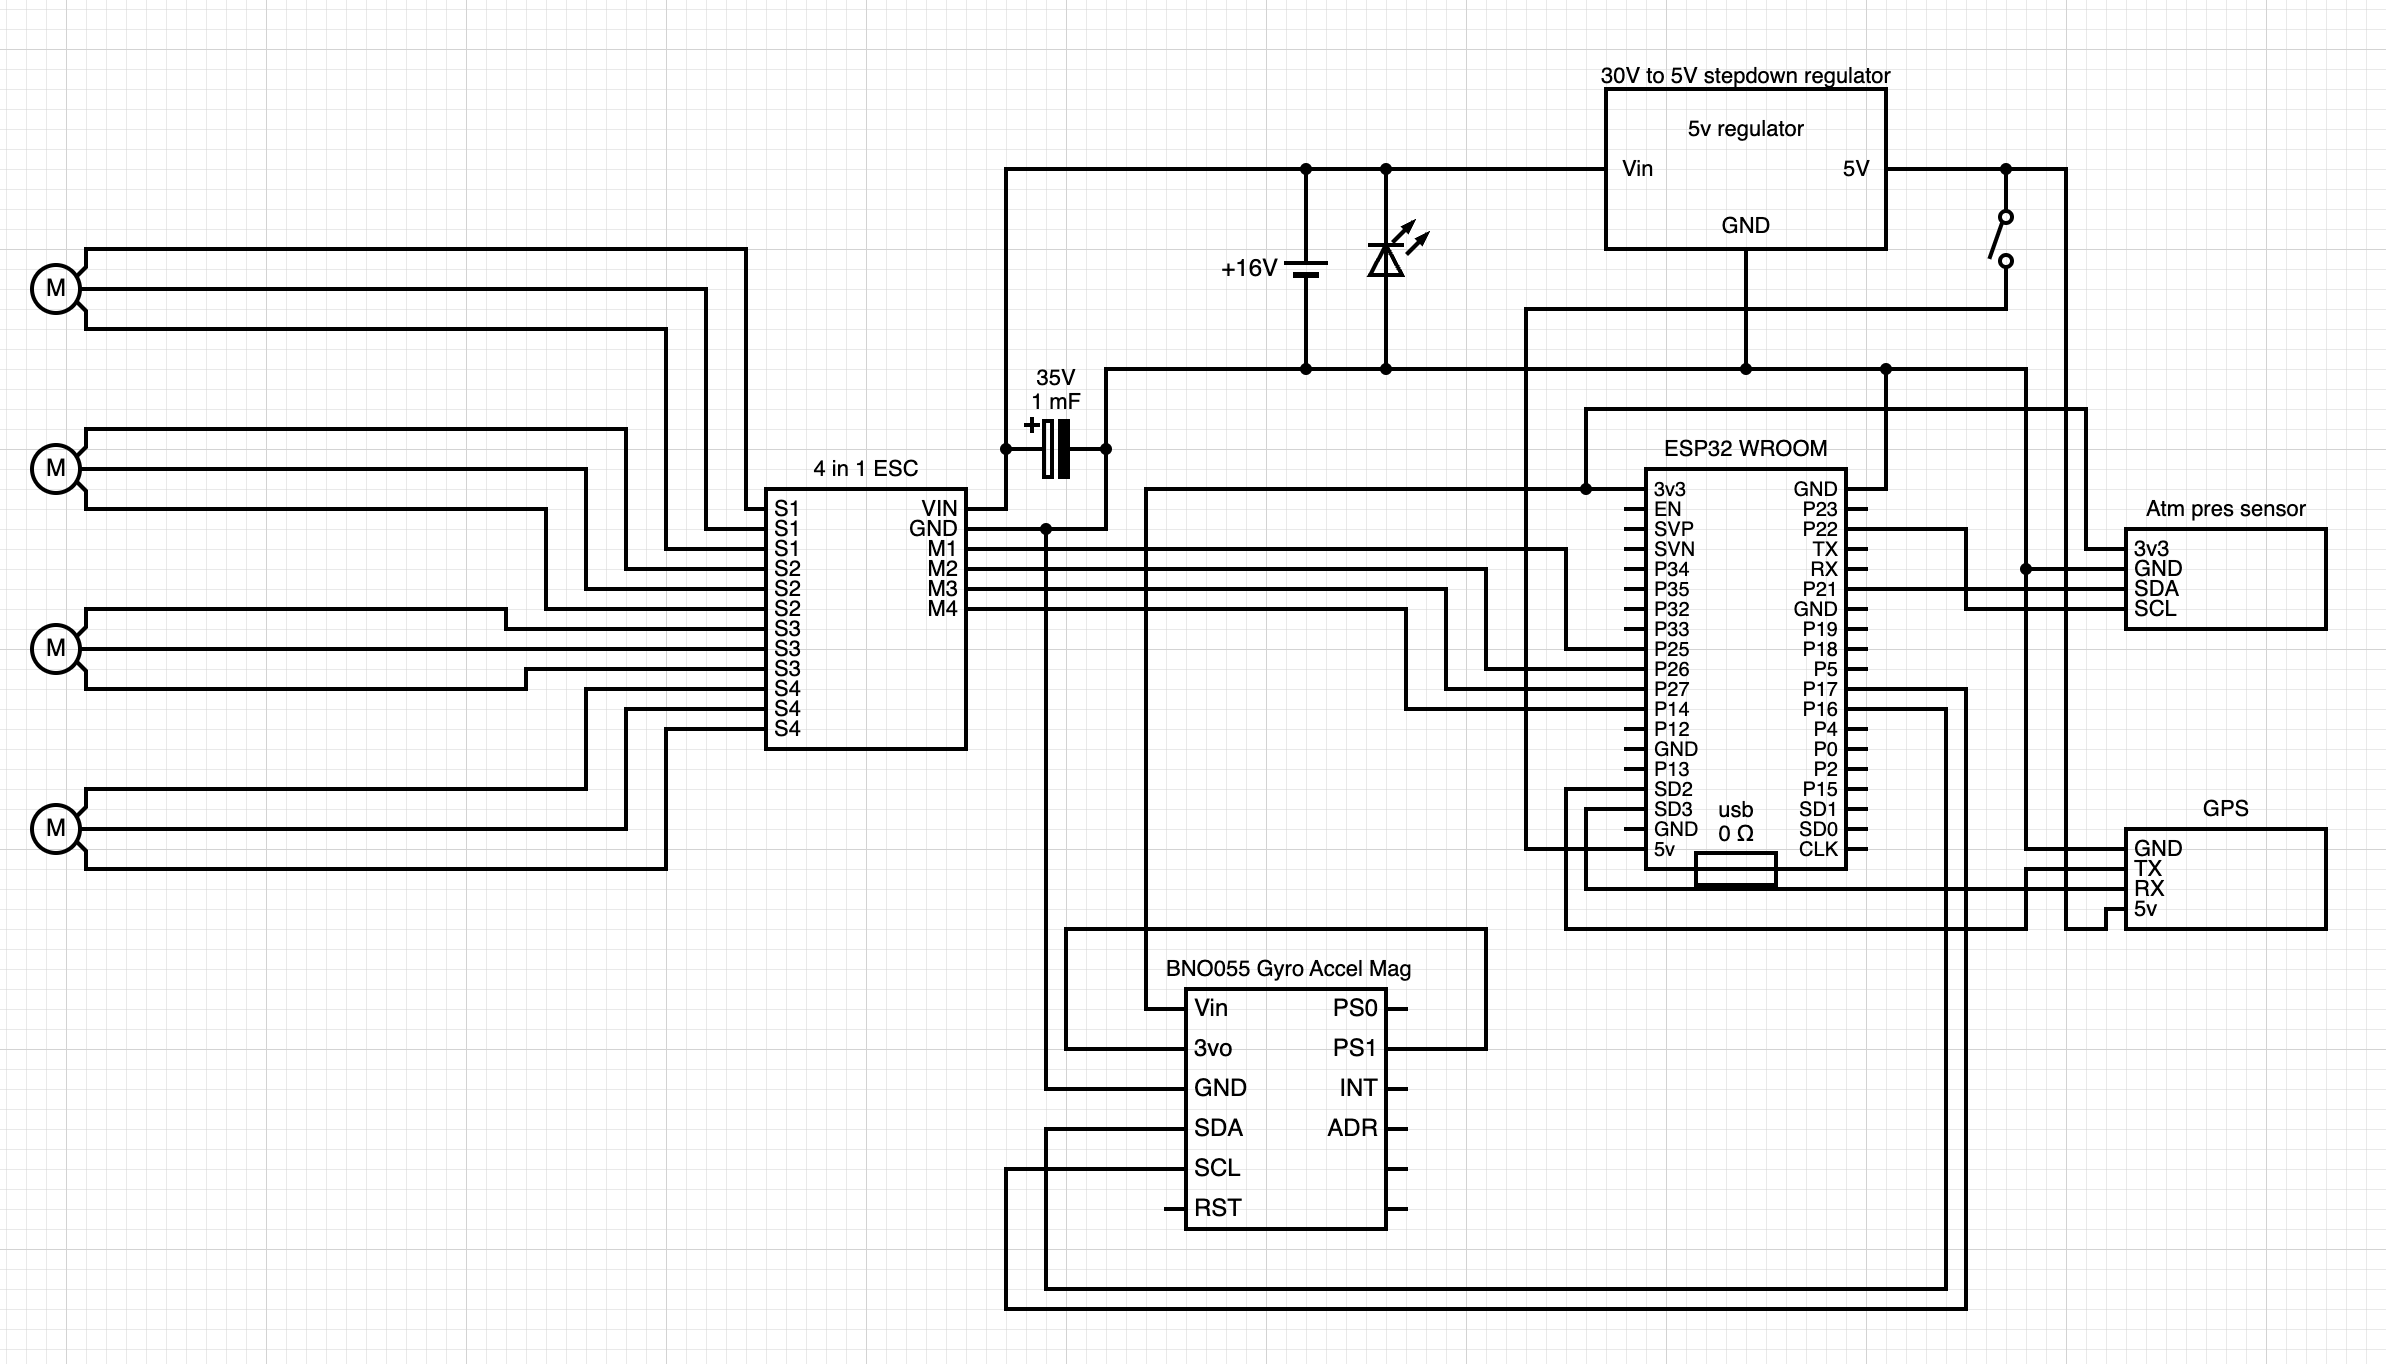 30V to 5V stepdown regulator
5v regulator
Vin
5V
GND
M
+16V
35V
1 mF
+
M
4 in 1 ESC
S1
S1
S1
S2
S2
S2
S3
S3
S3
S4
S4
S4
VIN
GND
M1
M2
M3
M4
M
M
ESP32 WROOM
3v3
EN
SVP
SVN
P34
P35
P32
P33
P25
P26
P27
P14
P12
GND
P13
SD2
SD3
GND
5v
GND
P23
P22
TX
RX
P21
GND
P19
P18
P5
P17
P16
P4
P0
P2
P15
SD1
SD0
CLK
usb
0 Ω
Atm pres sensor
3v3
GND
SDA
SCL
GPS
GND
TX
RX
5v
BNO055 Gyro Accel Mag
Vin
3vo
GND
SDA
SCL
RST
PS0
PS1
INT
ADR